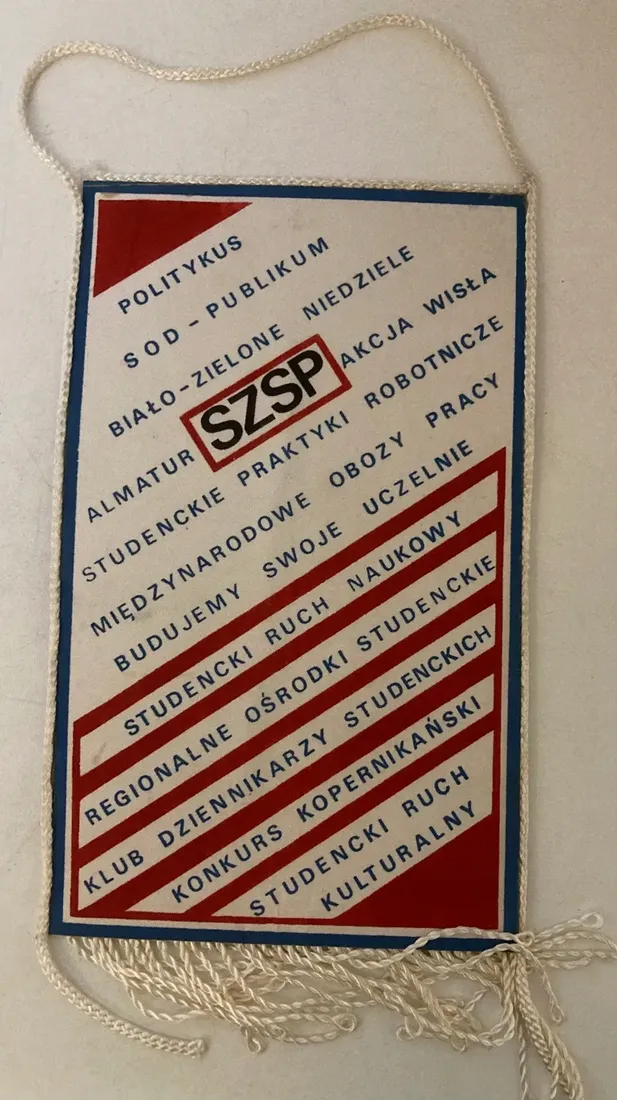 POLITYKUS
SOD - PUBLIKUM
BIAŁO-ZIELONE NIEDZIELE
ALMATUR SZSP AKCJA WISŁA
STUDENCKIE PRAKTYKI ROBOTNICZE
MIĘDZYNARODOWE OBOZY PRACY
BUDUJEMY SWOJE UCZELNIE
STUDENCKI RUCH NAUKOWY
REGIONALNE OŚRODKI STUDENCKIE
KLUB DZIENNIKARZY STUDENCKICH
KONKURS KOPERNIKAŃSKI
STUDENCKI RUCH
KULTURALNY